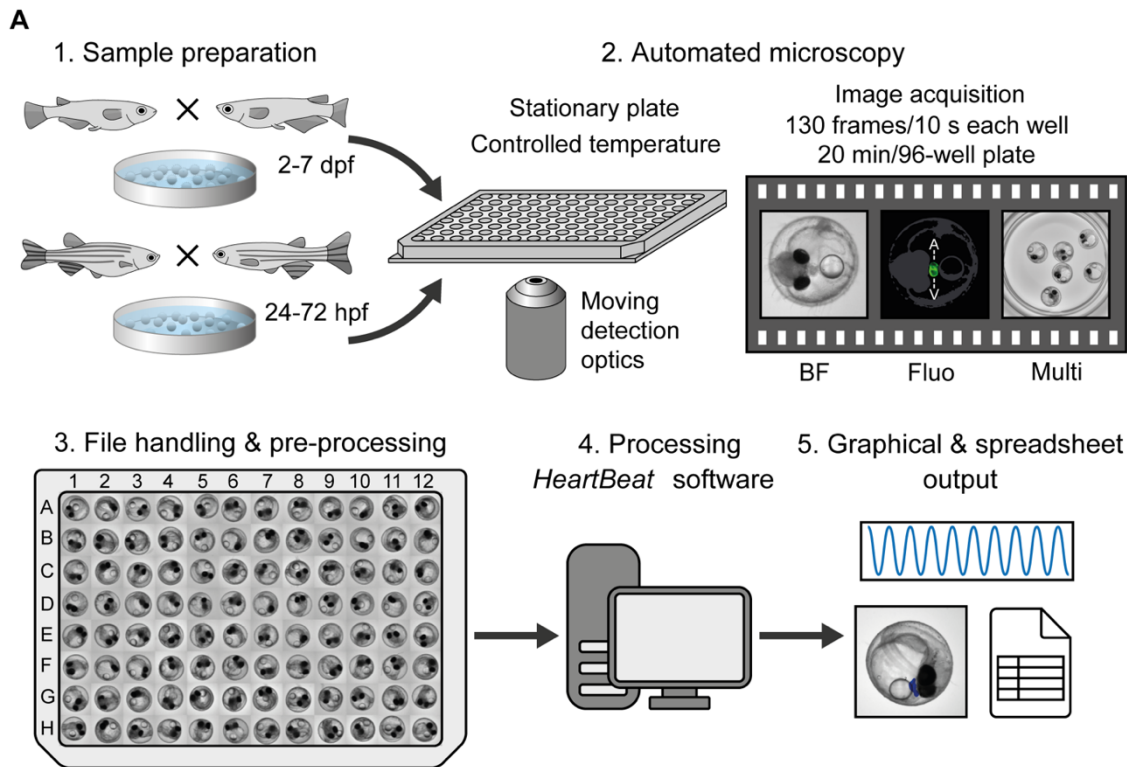 A
1. Sample preparation
2. Automated microscopy
2-7 dpf
24-72 hpf
Stationary plate
Controlled temperature
Moving
detection
optics
Image acquisition
130 frames/10 s each well
20 min/96-well plate
A
V
BF Fluo Multi
3. File handling & pre-processing
1 2 3 4 5 6 7 8 9 10 11 12
A
B
C
D
E
F
G
H
4. Processing
HeartBeat software
5. Graphical & spreadsheet
output